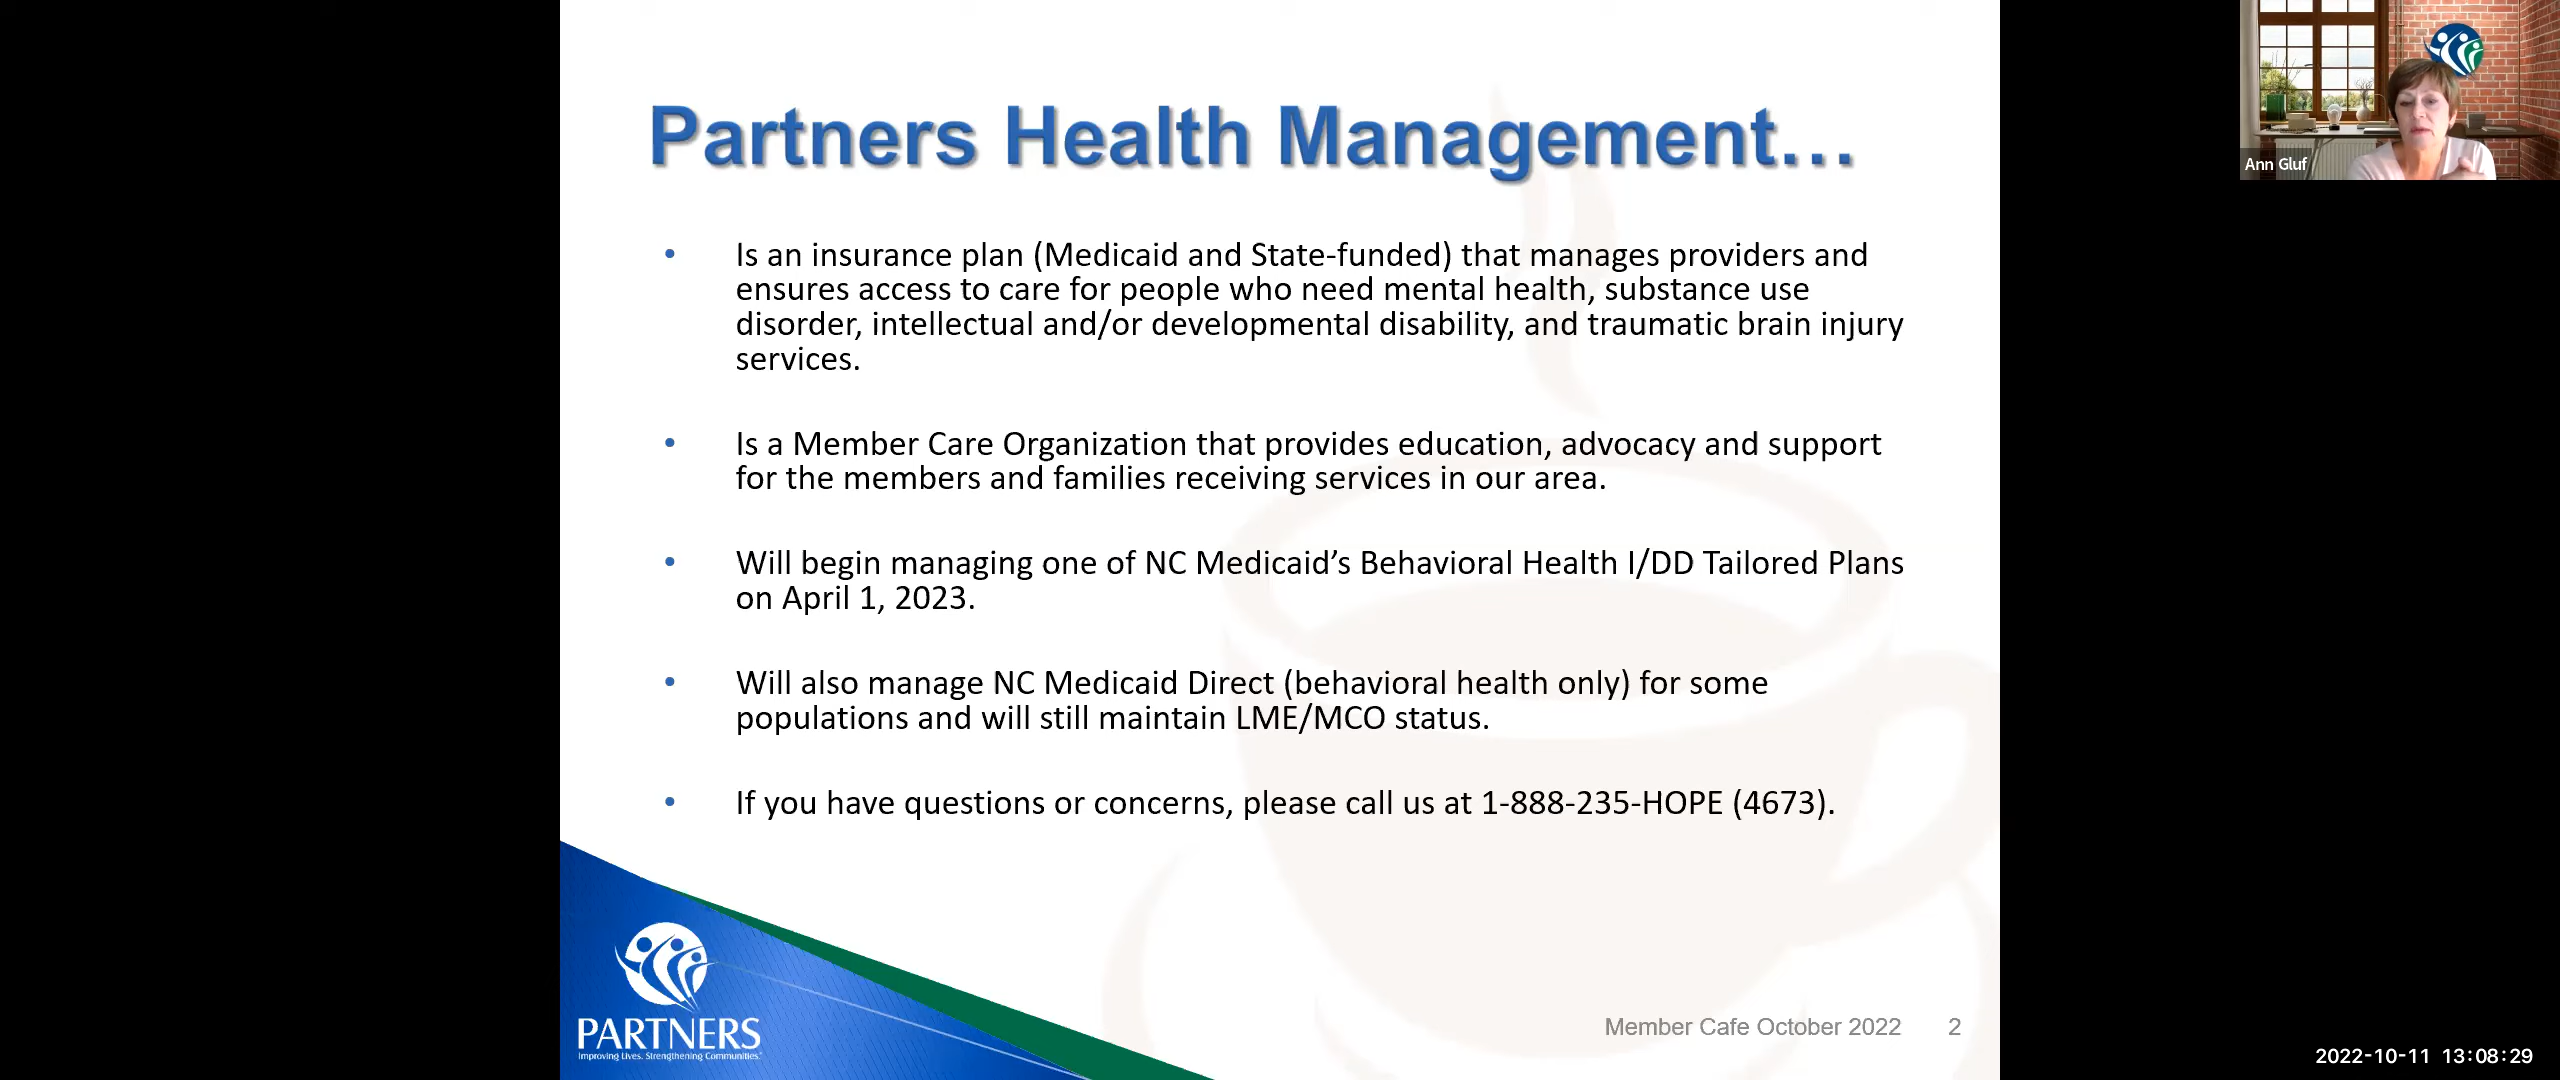 Partners Health Management...
• Is an insurance plan (Medicaid and State-funded) that manages providers and
ensures access to care for people who need mental health, substance use
disorder, intellectual and/or developmental disability, and traumatic brain injury
services.
• Is a Member Care Organization that provides education, advocacy and support
for the members and families receiving services in our area.
• Will begin managing one of NC Medicaid’s Behavioral Health I/DD Tailored Plans
on April 1, 2023.
• Will also manage NC Medicaid Direct (behavioral health only) for some
populations and will still maintain LME/MCO status.
• If you have questions or concerns, please call us at 1-888-235-HOPE (4673).
PARTNERS
Improving Lives. Strengthening Communities.
Member Cafe October 2022 2
Ann Gluf
2022-10-11 13:08:29